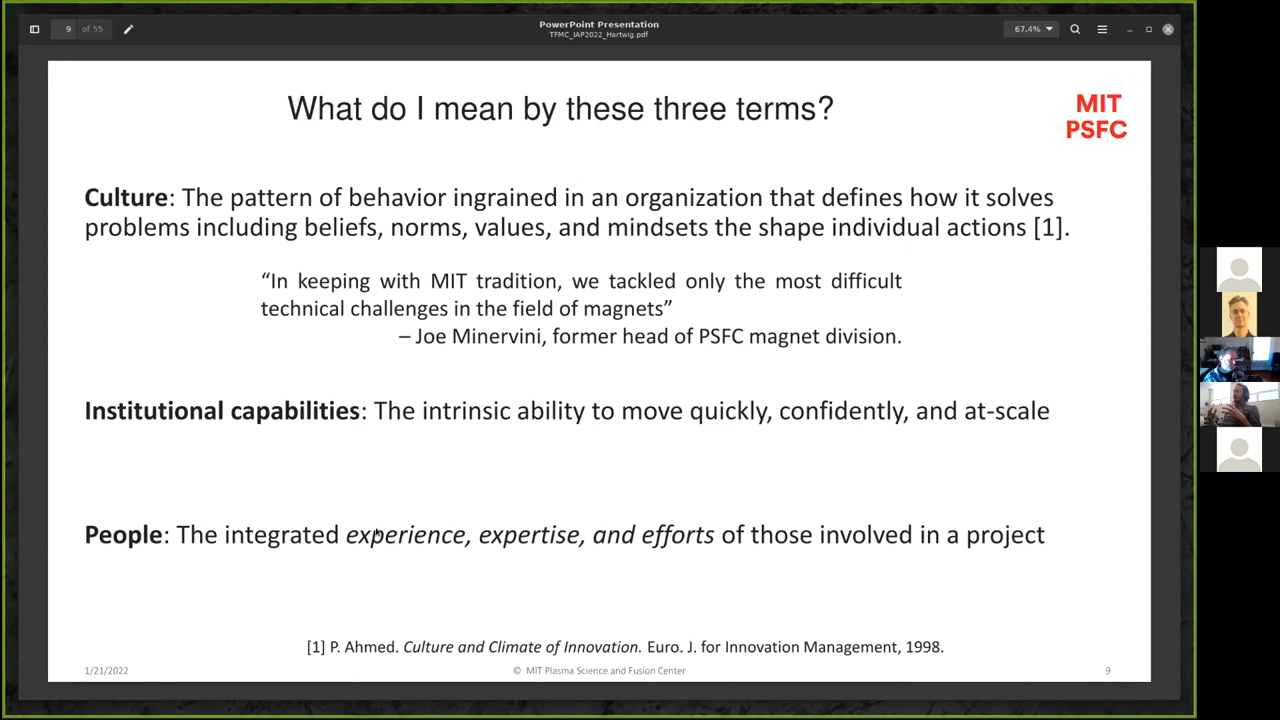 9 of 55
PowerPoint Presentation
TFMC_IAP2022_Hartwig.pdf
67.4%
What do I mean by these three terms?
MIT
PSFC
Culture: The pattern of behavior ingrained in an organization that defines how it solves
problems including beliefs, norms, values, and mindsets the shape individual actions [1].
“In keeping with MIT tradition, we tackled only the most difficult
technical challenges in the field of magnets”
– Joe Minervini, former head of PSFC magnet division.
Institutional capabilities: The intrinsic ability to move quickly, confidently, and at-scale
People: The integrated experience, expertise, and efforts of those involved in a project
[1] P. Ahmed. Culture and Climate of Innovation. Euro. J. for Innovation Management, 1998.
1/21/2022
© MIT Plasma Science and Fusion Center
9